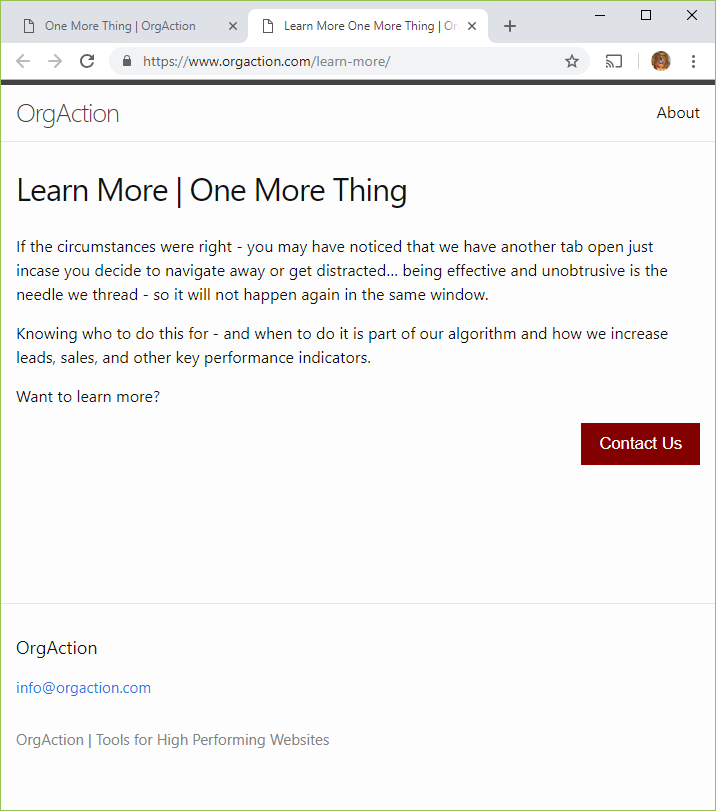 One More Thing | OrgAction
Learn More One More Thing | Or
https://www.orgaction.com/learn-more/
OrgAction
About
Learn More | One More Thing
If the circumstances were right - you may have noticed that we have another tab open just
incase you decide to navigate away or get distracted... being effective and unobtrusive is the
needle we thread - so it will not happen again in the same window.
Knowing who to do this for - and when to do it is part of our algorithm and how we increase
leads, sales, and other key performance indicators.
Want to learn more?
Contact Us
OrgAction
info@orgaction.com
OrgAction | Tools for High Performing Websites